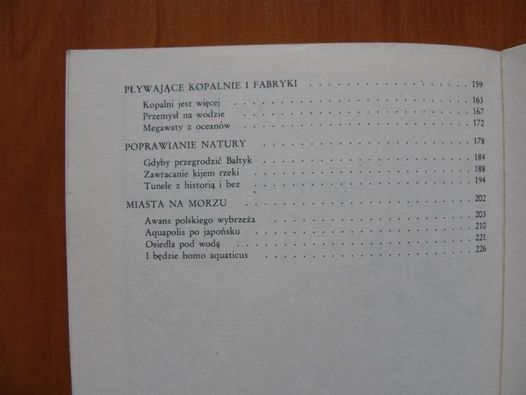 PŁYWAJĄCE KOPALNIE I FABRYKI . . . . . . . . . . . . . . . 159
Kopalni jest więcej . . . . . . . . . . . . . . . . . . . . 163
Przemysł na wodzie . . . . . . . . . . . . . . . . . . . . 167
Megawaty z oceanów . . . . . . . . . . . . . . . . . . . . 172
POPRAWIANIE NATURY . . . . . . . . . . . . . . . . . . . . 178
Gdyby przegrodzić Bałtyk . . . . . . . . . . . . . . . . . 184
Zawracanie kijem rzeki . . . . . . . . . . . . . . . . . . 188
Tunele z historią i bez . . . . . . . . . . . . . . . . . . 194
MIASTA NA MORZU . . . . . . . . . . . . . . . . . . . . . . 202
Awans polskiego wybrzeża . . . . . . . . . . . . . . . . . 203
Aquapolis po japońsku . . . . . . . . . . . . . . . . . . . 210
Osiedla pod wodą . . . . . . . . . . . . . . . . . . . . . 221
I będzie homo aquaticus . . . . . . . . . . . . . . . . . . 226